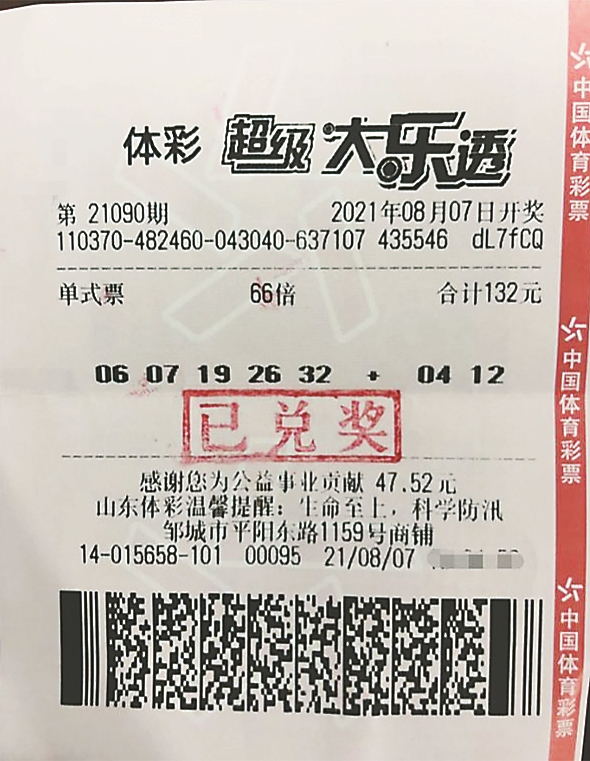 体彩 超级大乐透
第 21090期 2021年08月07日开奖
110370-482460-043040-637107 435546 dL7fCQ
单式票 66倍 合计132元
06 07 19 26 32 + 04 12
已兑奖
感谢您为公益事业贡献 47.52元
山东体彩温馨提醒：生命至上，科学防汛
邹城市平阳东路1159号商铺
14-015658-101 00095 21/08/07
中国体育彩票
中国体育彩票
中国体育彩票